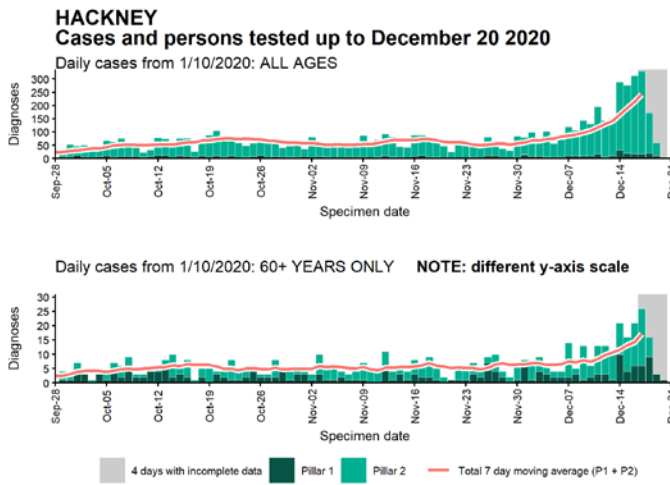 HACKNEY
Cases and persons tested up to December 20 2020
Daily cases from 1/10/2020: ALL AGES
Diagnoses
300
250
200
150
100
50
0
Sep-28
Oct-05
Oct-12
Oct-19
Oct-26
Nov-02
Nov-09
Nov-16
Nov-23
Nov-30
Dec-07
Dec-14
Specimen date
Daily cases from 1/10/2020: 60+ YEARS ONLY NOTE: different y-axis scale
Diagnoses
30
25
20
15
10
5
0
Sep-28
Oct-05
Oct-12
Oct-19
Oct-26
Nov-02
Nov-09
Nov-16
Nov-23
Nov-30
Dec-07
Dec-14
Specimen date
4 days with incomplete data Pillar 1 Pillar 2 Total 7 day moving average (P1 + P2)